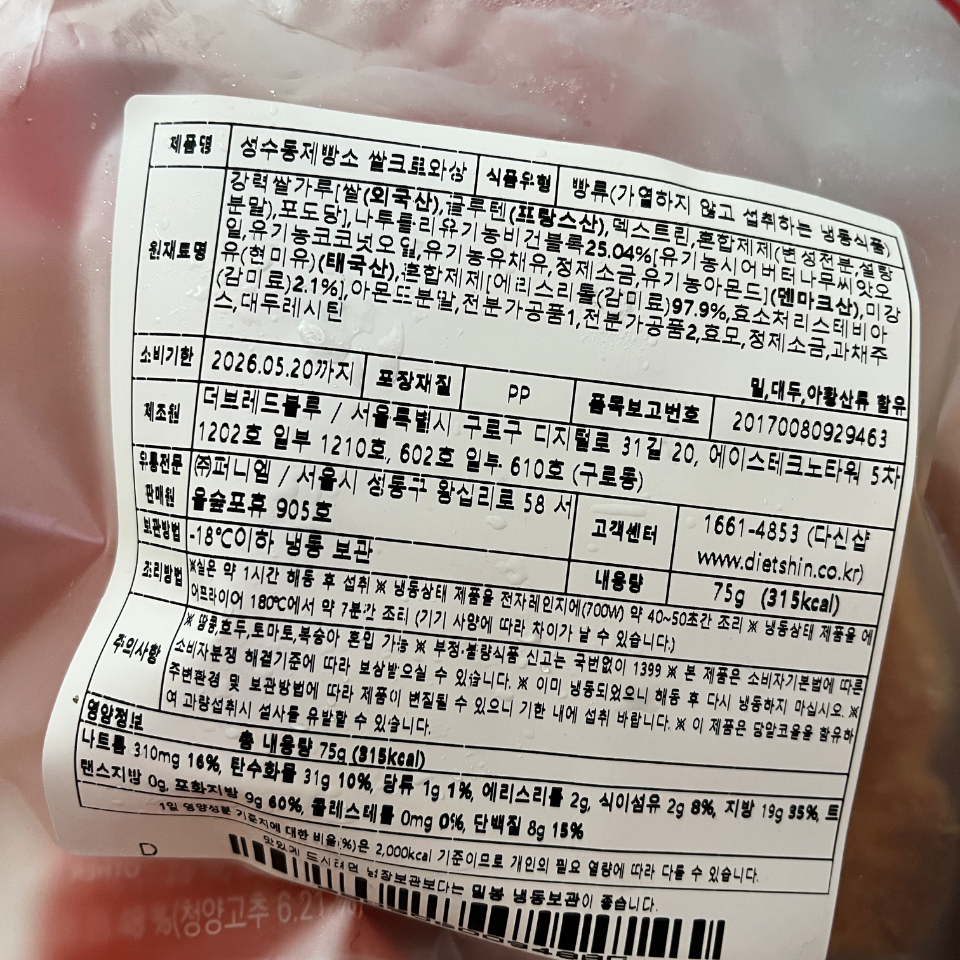 제품명 성수동제빵소 쌀크로와상 식품유형 빵류(가열하지 않고 섭취하는 냉동식품)
원재료명
강력쌀가루[쌀(외국산),글루텐(프랑스산),덱스트린,혼합제제(변성전분,설탕
분말),포도당],나투플리유기농비건블록25.04%[유기농시어버터나무씨앗오
일,유기농코코넛오일,유기농유채유,정제소금,유기농아몬드](덴마크산),미강
유(현미유)(태국산),혼합제제[에리스리톨(감미료)97.9%,효소처리스테비아
(감미료)2.1%],아몬드분말,전분가공품1,전분가공품2,효모,정제소금,과채주
스,대두레시틴
밀,대두,아황산류 함유
소비기한 2026.05.20까지 포장재질 PP 품목보고번호 20170080929463
제조원 더브레드블루 / 서울특별시 구로구 디지털로 31길 20, 에이스테크노타워 5차
1202호 일부 1210호, 602호 일부 610호 (구로동)
유통전문
판매원
㈜퍼니엠 / 서울시 성동구 왕십리로 58 서
울숲포휴 905호
고객센터 1661-4853 (다신샵
www.dietshin.co.kr)
보관방법 -18℃이하 냉동 보관 내용량 75g (315kcal)
조리방법 ※실온 약 1시간 해동 후 섭취 ※ 냉동상태 제품을 전자레인지에(700W) 약 40~50초간 조리 ※ 냉동상태 제품을 에
어프라이어 180℃에서 약 7분간 조리 (기기 사양에 따라 차이가 날 수 있습니다.)
주의사항
※ 땅콩,호두,토마토,복숭아 혼입 가능 ※ 부정·불량식품 신고는 국번없이 1399 ※ 본 제품은 소비자기본법에 따른
소비자분쟁 해결기준에 따라 보상받으실 수 있습니다. ※ 이미 냉동되었으니 해동 후 다시 냉동하지 마십시오 ※
주변환경 및 보관방법에 따라 제품이 변질될 수 있으니 기한 내에 섭취 바랍니다. ※ 이 제품은 당알코올을 함유하
여 과량섭취시 설사를 유발할 수 있습니다.
영양정보 총 내용량 75g (315kcal)
나트륨 310mg 16%, 탄수화물 31g 10%, 당류 1g 1%, 에리스리톨 2g, 식이섬유 2g 8%, 지방 19g 35%, 트
랜스지방 0g, 포화지방 9g 60%, 콜레스테롤 0mg 0%, 단백질 8g 15%
1일 영양성분 기준치에 대한 비율(%)은 2,000kcal 기준이므로 개인의 필요 열량에 따라 다를 수 있습니다.
맛있게 드시려면 냉장보관보다는 밀봉 냉동보관이 좋습니다.
D
%(청양고추 6.21